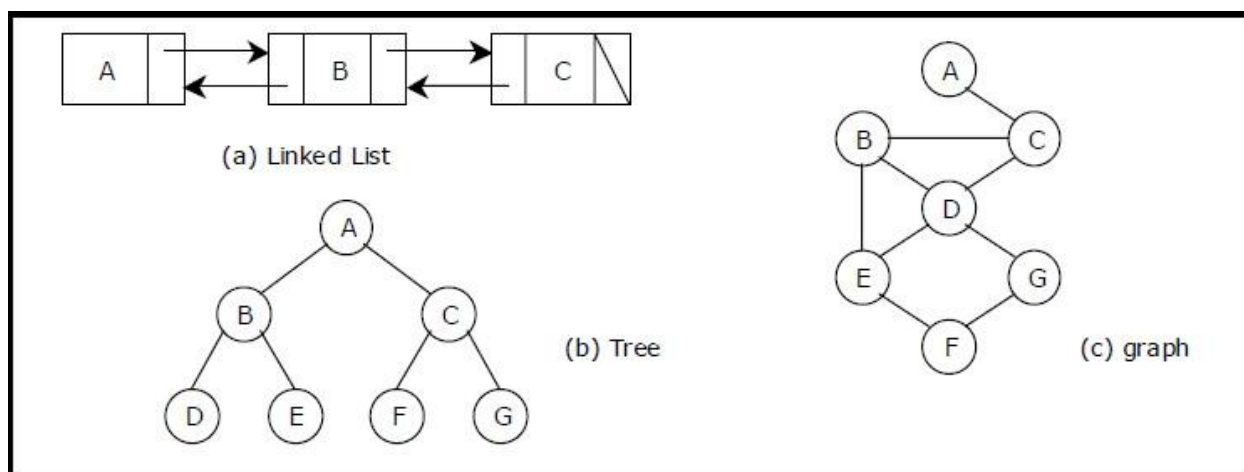 A B C
(a) Linked List
A
B C
D E F G
(b) Tree
A
B C
D
E G
F
(c) graph